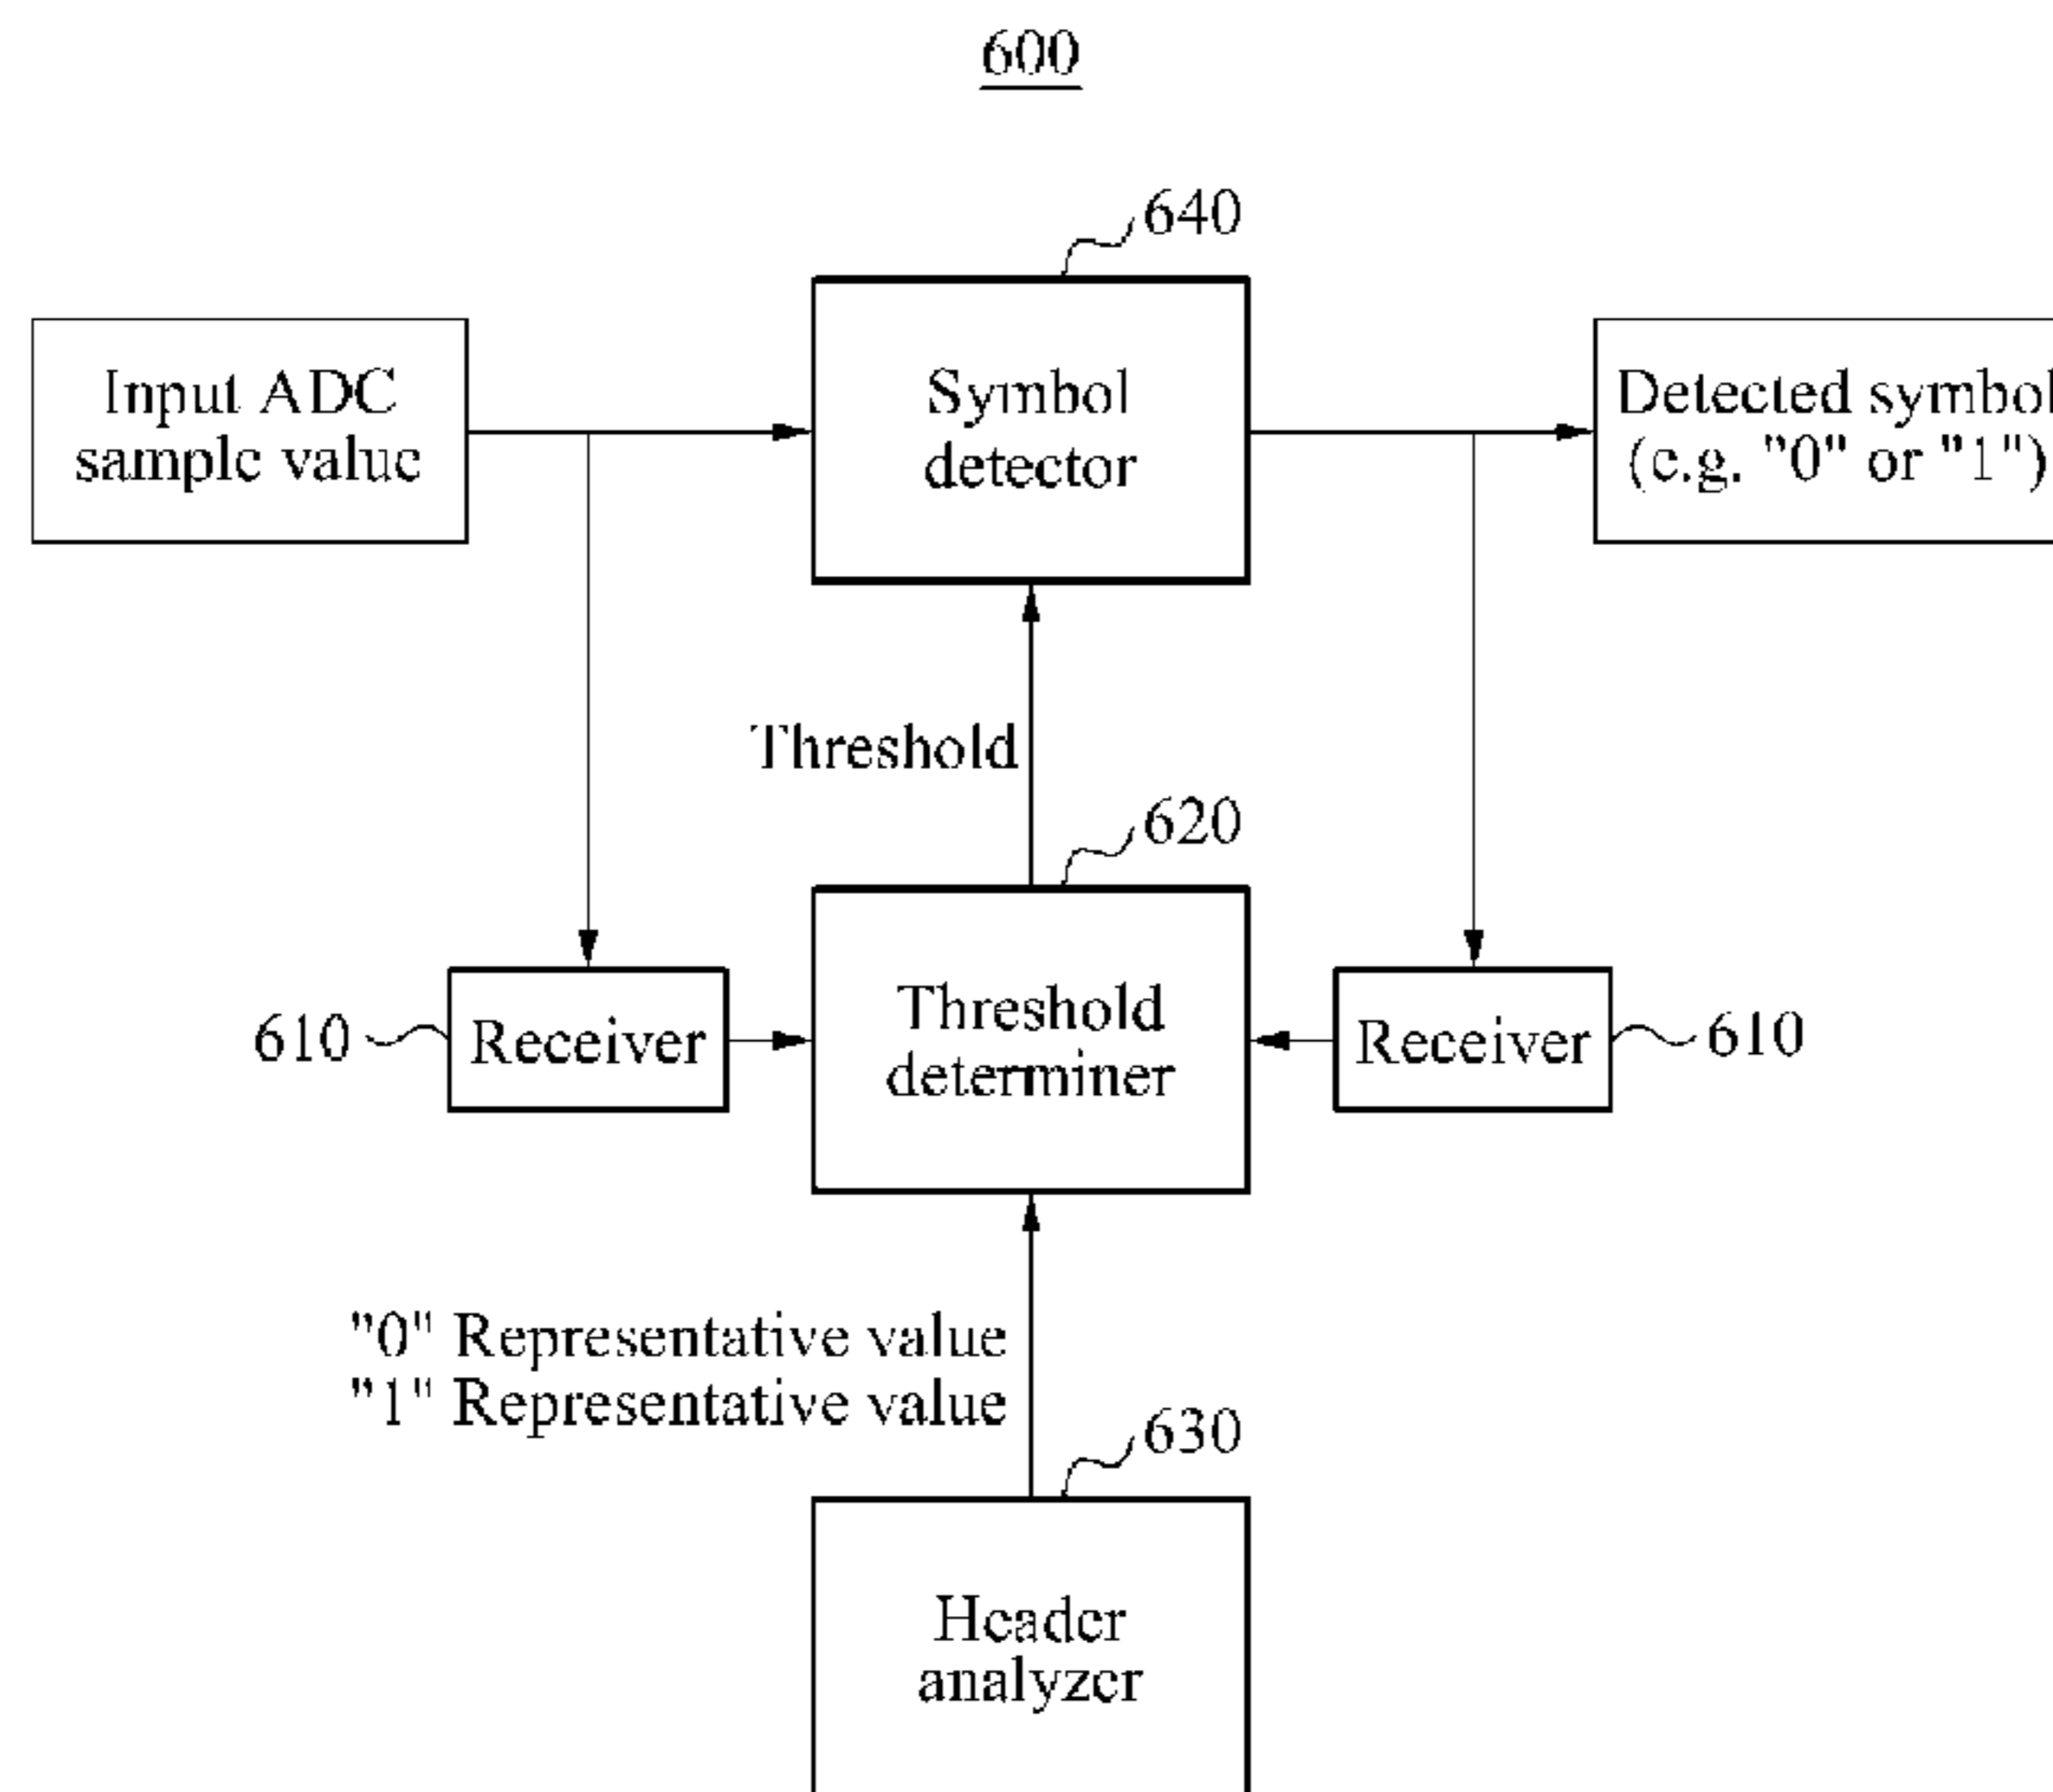 600
640
Input ADC
sample value
Symbol
detector
Detected symbol
(e.g. "0" or "1")
Threshold
620
610
Receiver
Threshold
determiner
Receiver
610
"0" Representative value
"1" Representative value
630
Header
analyzer